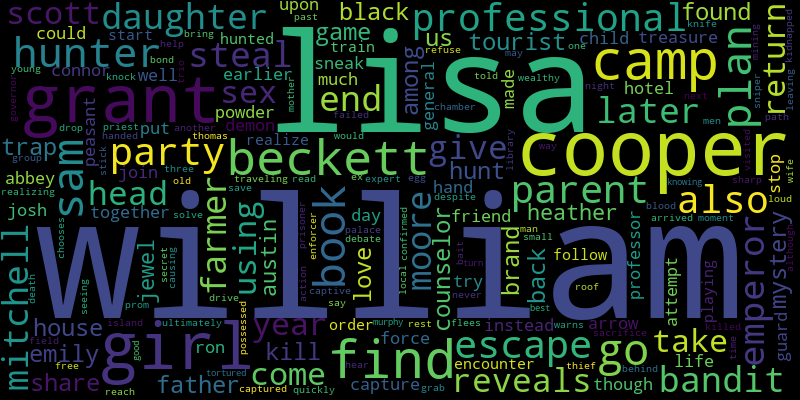 scott
daughter
could
upon
black
professional
found
return
hunter
start
past
bring
hunted
game
train
us
tourist
child
treasure
knife
young
help
steal
lisa
camp
plan
connor
well
earlier
sneak
among
general
made
hotel
sniper
governor
knock
bond
sex
much
mother
told
wealthy
end
one
later
may
refuse
grant
powder
chamber
night
next
leaving
kidnapped
peasant
put
priest
another
demon
failed
would
men
path
drop
handed
thomas
realize
library
way
visited
cooper
trap
group
stick
party
beckett
give
sharp
stop
wife
sam
abbey
join
three
old
traveling
read
ex
expert
egg
hunt
parent
also
loud
realizing
head
save
despite
hand
knowing
josh
together
solve
farmer
using
book
day
friend
heather
blood
arrived
moment
william
mitchell
death
seeing
chooses
jewel
secret
causing
austin
love
palace
debate
enforcer
prisoner
man
moore
confirmed
local
counselor
brand
small
professor
emperor
mystery
guard
although
house
prom
drive
possessed
action
captive
bait
turn
never
try
best
back
follow
attempt
playing
killed
roof
time
emily
field
island
ultimately
year
say
order
murphy
rest
flees
warns
instead
arrow
sacrifice
girl
good
ron
kill
force
encounter
thief
though
behind
life
take
share
free
reach
father
tortured
captured
quickly
come
capture
hear
find
grab
reveals
escape
go
bandit